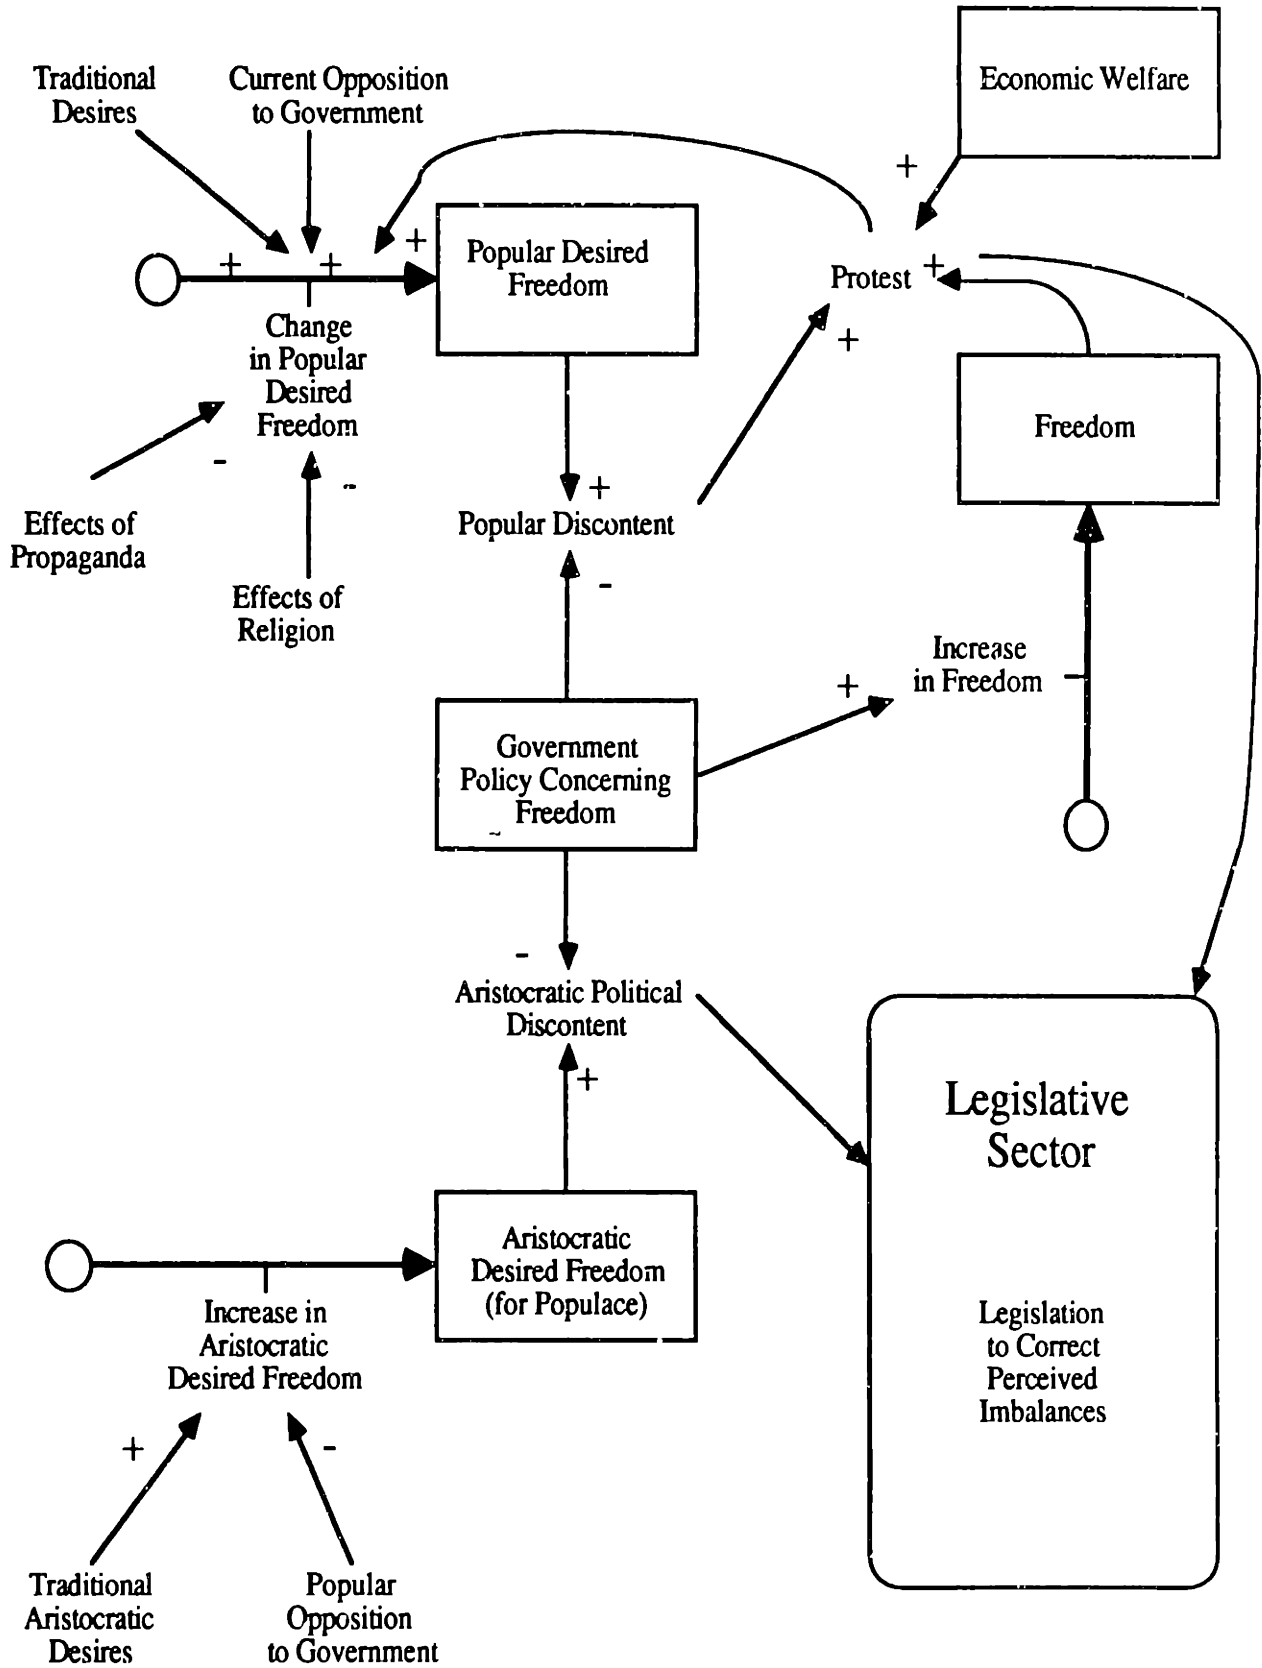 Traditional
Desires
Current Opposition
to Government
Economic Welfare
+
+
Popular Desired
Freedom
+
+
Protest
+
Change
in Popular
Desired
Freedom
+
Freedom
-
-
+
Popular Discontent
Effects of
Propaganda
-
Effects of
Religion
Increase
in Freedom
+
Government
Policy Concerning
Freedom
-
Aristocratic Political
Discontent
+
Legislative
Sector
Aristocratic
Desired Freedom
(for Populace)
Increase in
Aristocratic
Desired Freedom
Legislation
to Correct
Perceived
Imbalances
+
-
Traditional
Aristocratic
Desires
Popular
Opposition
to Government